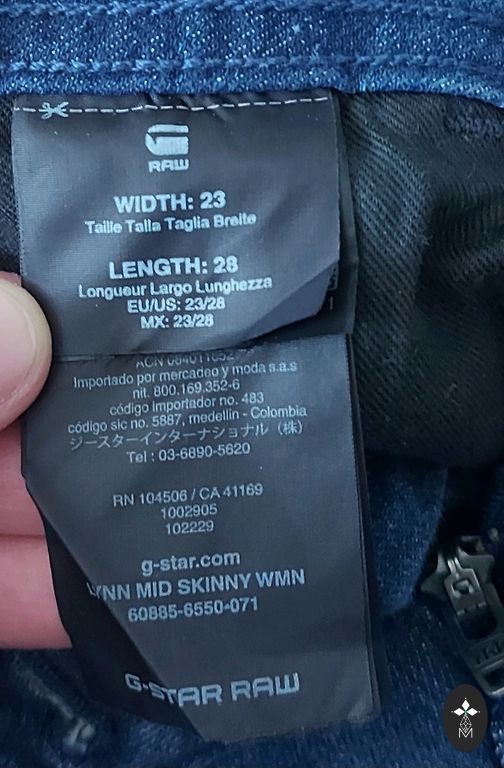 RAW
WIDTH: 23
Taille Talla Taglia Breite
LENGTH: 28
Longueur Largo Lunghezza
EU/US: 23/28
MX: 23/28
ACN 084011052
Importado por mercadeo y moda s.a.s
nit. 800.169.352-6
código importador no. 483
código sic no. 5887, medellin - Colombia
ジースターインターナショナル（株）
Tel : 03-6890-5620
RN 104506 / CA 41169
1002905
102229
g-star.com
LYNN MID SKINNY WMN
60885-6550-071
G-STAR RAW
M